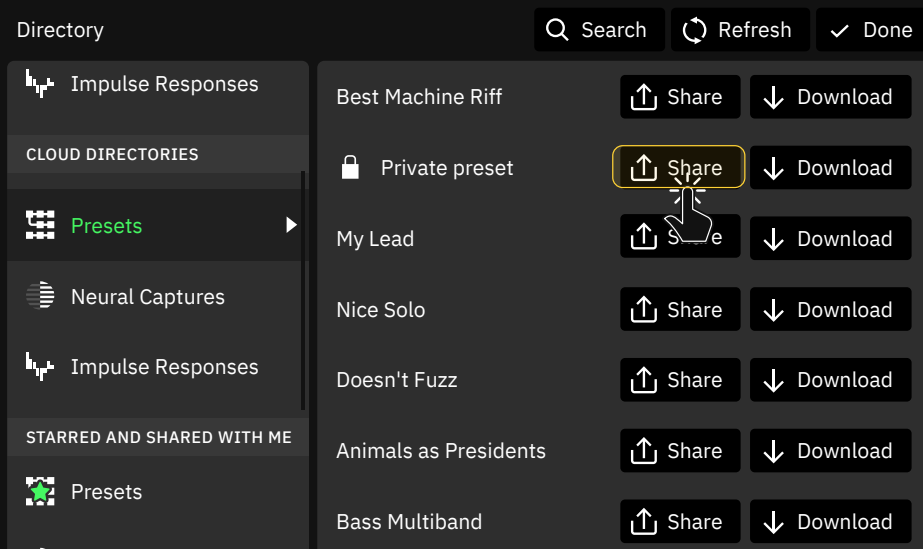 Directory
Search
Refresh
Done
Impulse Responses
CLOUD DIRECTORIES
Presets
Neural Captures
Impulse Responses
STARRED AND SHARED WITH ME
Presets
Best Machine Riff Share Download
Private preset Share Download
My Lead Share Download
Nice Solo Share Download
Doesn't Fuzz Share Download
Animals as Presidents Share Download
Bass Multiband Share Download